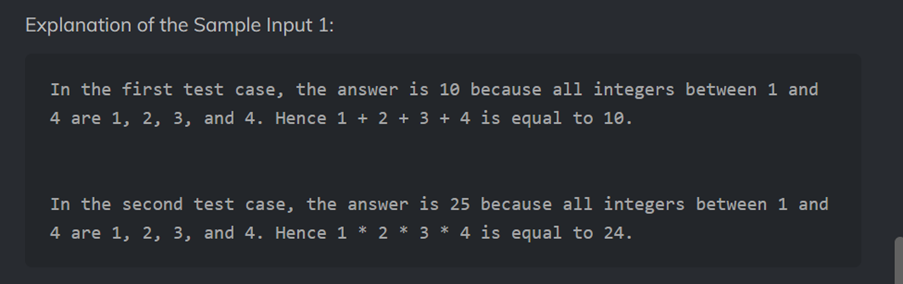 Explanation of the Sample Input 1:
In the first test case, the answer is 10 because all integers between 1 and
4 are 1, 2, 3, and 4. Hence 1 + 2 + 3 + 4 is equal to 10.
In the second test case, the answer is 25 because all integers between 1 and
4 are 1, 2, 3, and 4. Hence 1 * 2 * 3 * 4 is equal to 24.